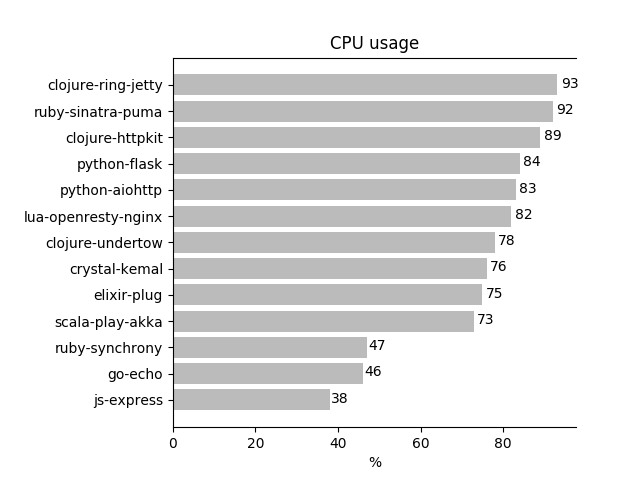 CPU usage
clojure-ring-jetty 93
ruby-sinatra-puma 92
clojure-httpkit 89
python-flask 84
python-aiohttp 83
lua-openresty-nginx 82
clojure-undertow 78
crystal-kemal 76
elixir-plug 75
scala-play-akka 73
ruby-synchrony 47
go-echo 46
js-express 38
0 20 40 60 80
%